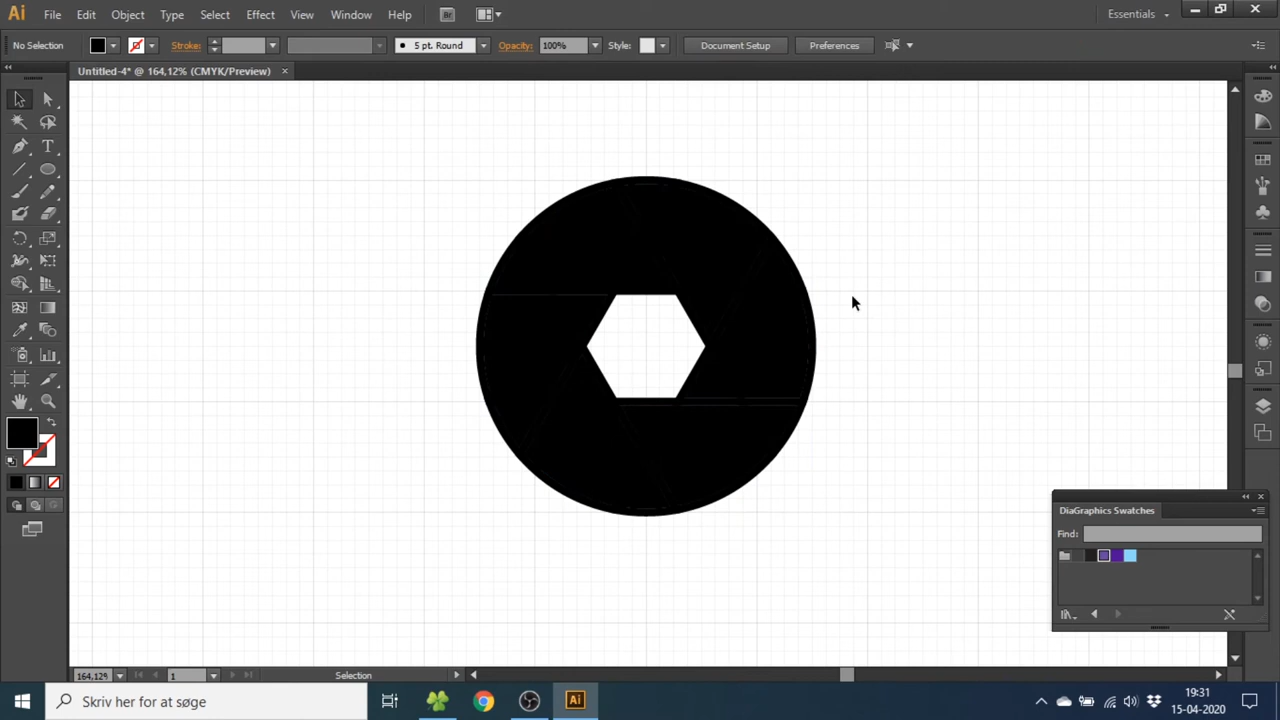 Ai File Edit Object Type Select Effect View Window Help Br Essentials
No Selection Stroke: 5 pt. Round Opacity: 100% Style: Document Setup Preferences
Untitled-4* @ 164,12% (CMYK/Preview)
DiaGraphics Swatches
Find:
164,12% 1 Selection
Skriv her for at søge Ai 19:31
15-04-2020